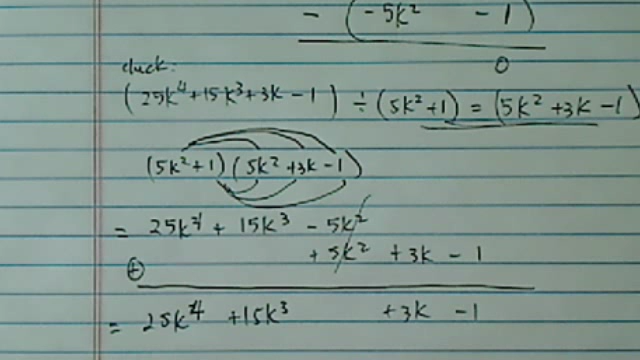 - (-5k² - 1)
0
check:
(25k⁴+15k³+3k-1) ÷ (5k²+1) = (5k²+3k-1)
(5k²+1)(5k²+3k-1)
= 25k⁴ + 15k³ - 5k²
+ 5k² + 3k - 1
⊕
= 25k⁴ +15k³ +3k -1